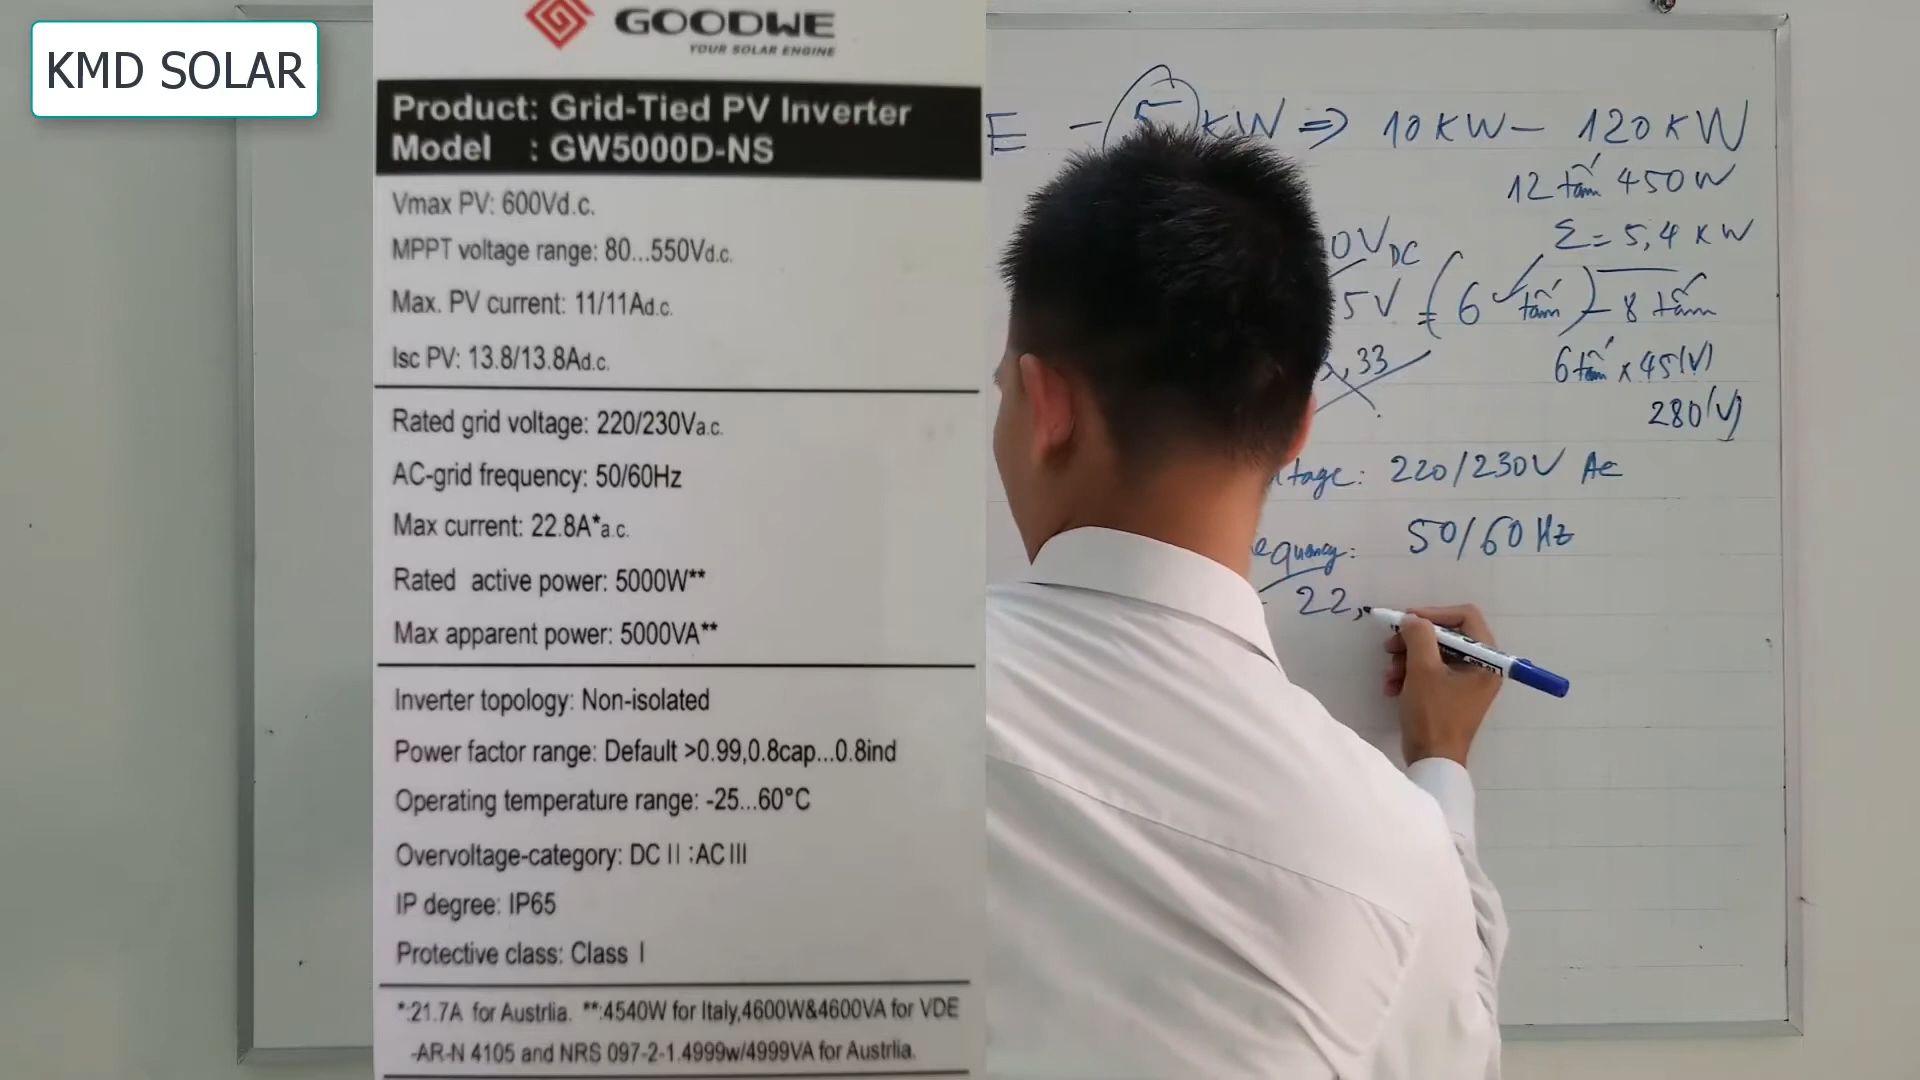 KMD SOLAR
GOODWE
YOUR SOLAR ENGINE
Product: Grid-Tied PV Inverter
Model : GW5000D-NS
Vmax PV: 600Vd.c.
MPPT voltage range: 80...550Vd.c.
Max. PV current: 11/11Ad.c.
Isc PV: 13.8/13.8Ad.c.
Rated grid voltage: 220/230Va.c.
AC-grid frequency: 50/60Hz
Max current: 22.8A*a.c.
Rated active power: 5000W**
Max apparent power: 5000VA**
Inverter topology: Non-isolated
Power factor range: Default >0.99,0.8cap...0.8ind
Operating temperature range: -25...60°C
Overvoltage-category: DC II :AC III
IP degree: IP65
Protective class: Class I
*:21.7A for Austrlia. **:4540W for Italy,4600W&4600VA for VDE
-AR-N 4105 and NRS 097-2-1.4999w/4999VA for Austrlia.
E - 5 KW => 10 KW - 120 KW
12 tấm 450W
Σ = 5,4 KW
0VDC
5V = (6 tấm) - 8 tấm
,33
6 tấm x 45(V)
280(V)
tage: 220/230V AC
equency: 50/60 Hz
22,